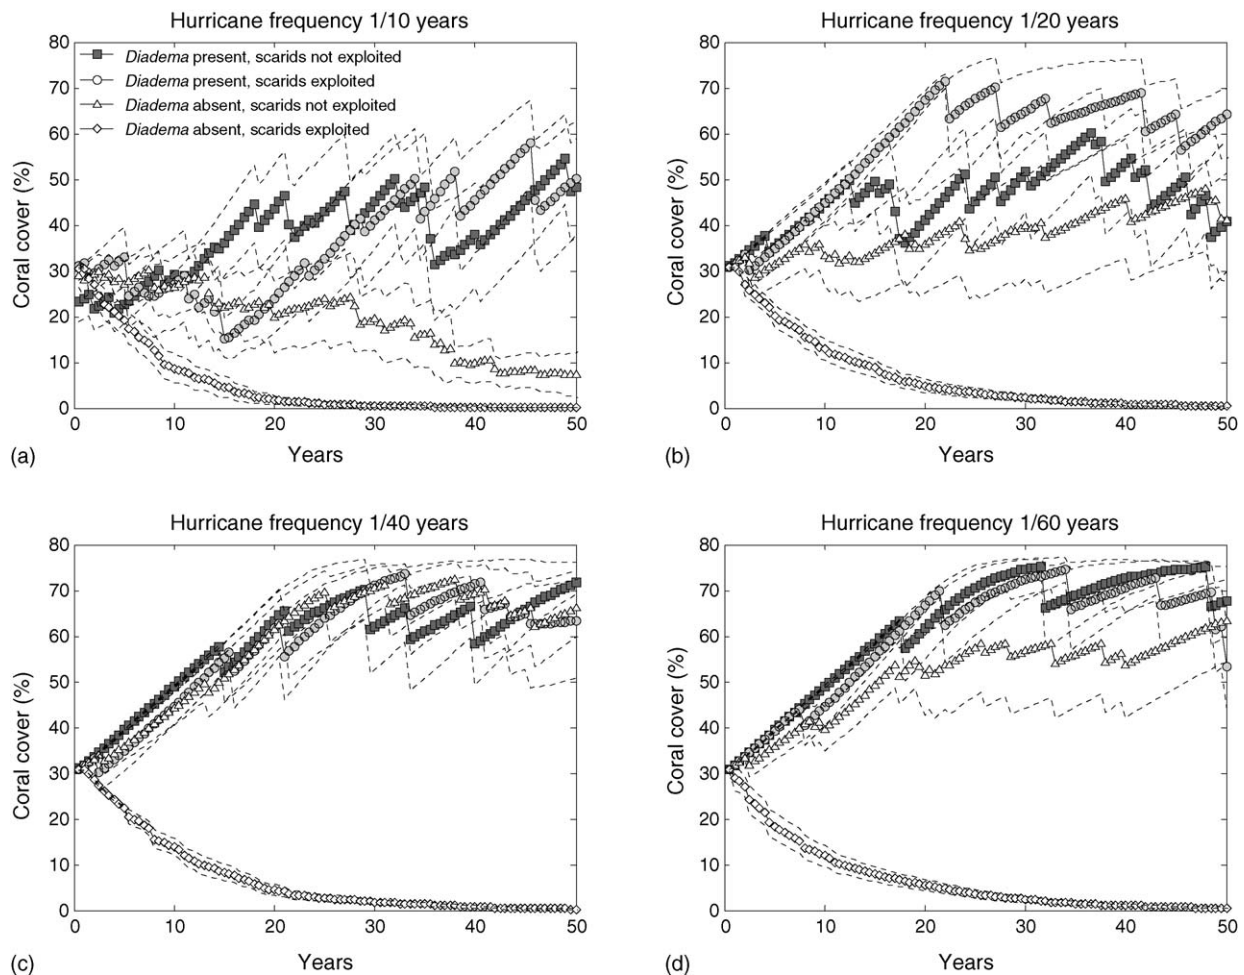 Hurricane frequency 1/10 years
80
70
60
50
40
30
20
10
0
Coral cover (%)
Diadema present, scarids not exploited
Diadema present, scarids exploited
Diadema absent, scarids not exploited
Diadema absent, scarids exploited
0 10 20 30 40 50
(a) Years
Hurricane frequency 1/20 years
80
70
60
50
40
30
20
10
0
Coral cover (%)
0 10 20 30 40 50
(b) Years
Hurricane frequency 1/40 years
80
70
60
50
40
30
20
10
0
Coral cover (%)
0 10 20 30 40 50
(c) Years
Hurricane frequency 1/60 years
80
70
60
50
40
30
20
10
0
Coral cover (%)
0 10 20 30 40 50
(d) Years